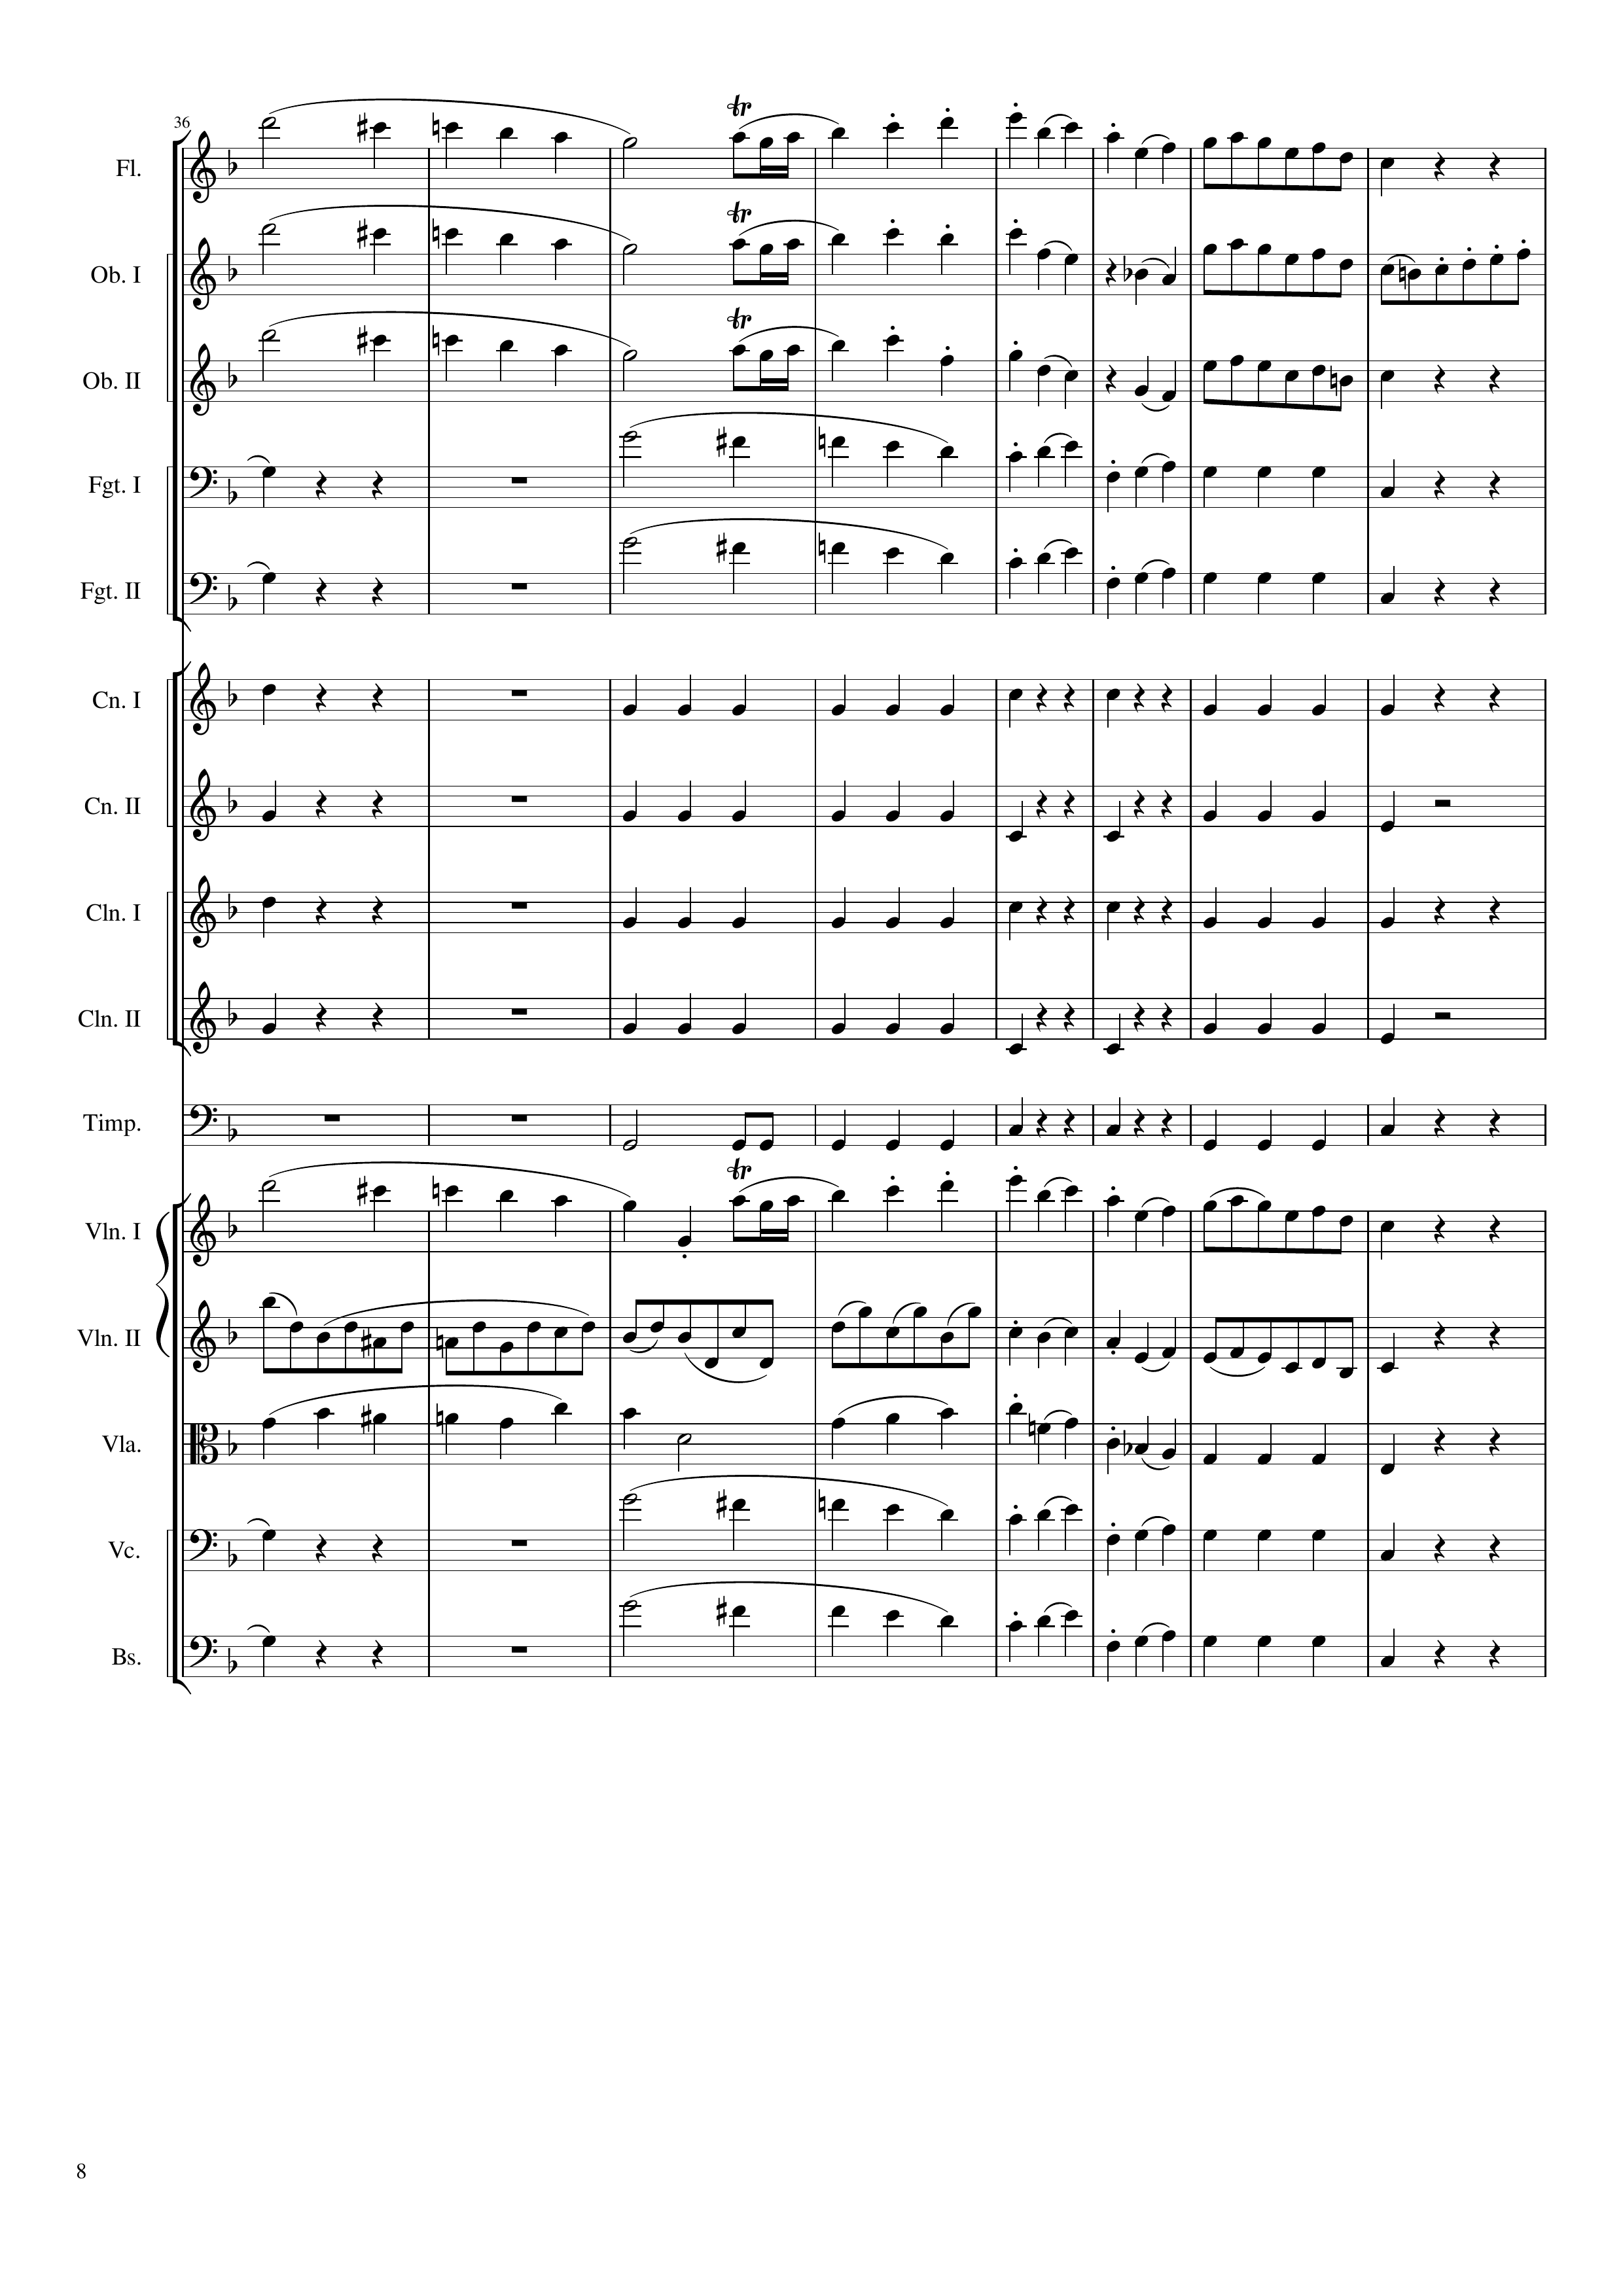 36
Fl.
Ob. I
Ob. II
Fgt. I
Fgt. II
Cn. I
Cn. II
Cln. I
Cln. II
Timp.
Vln. I
Vln. II
Vla.
Vc.
Bs.
8